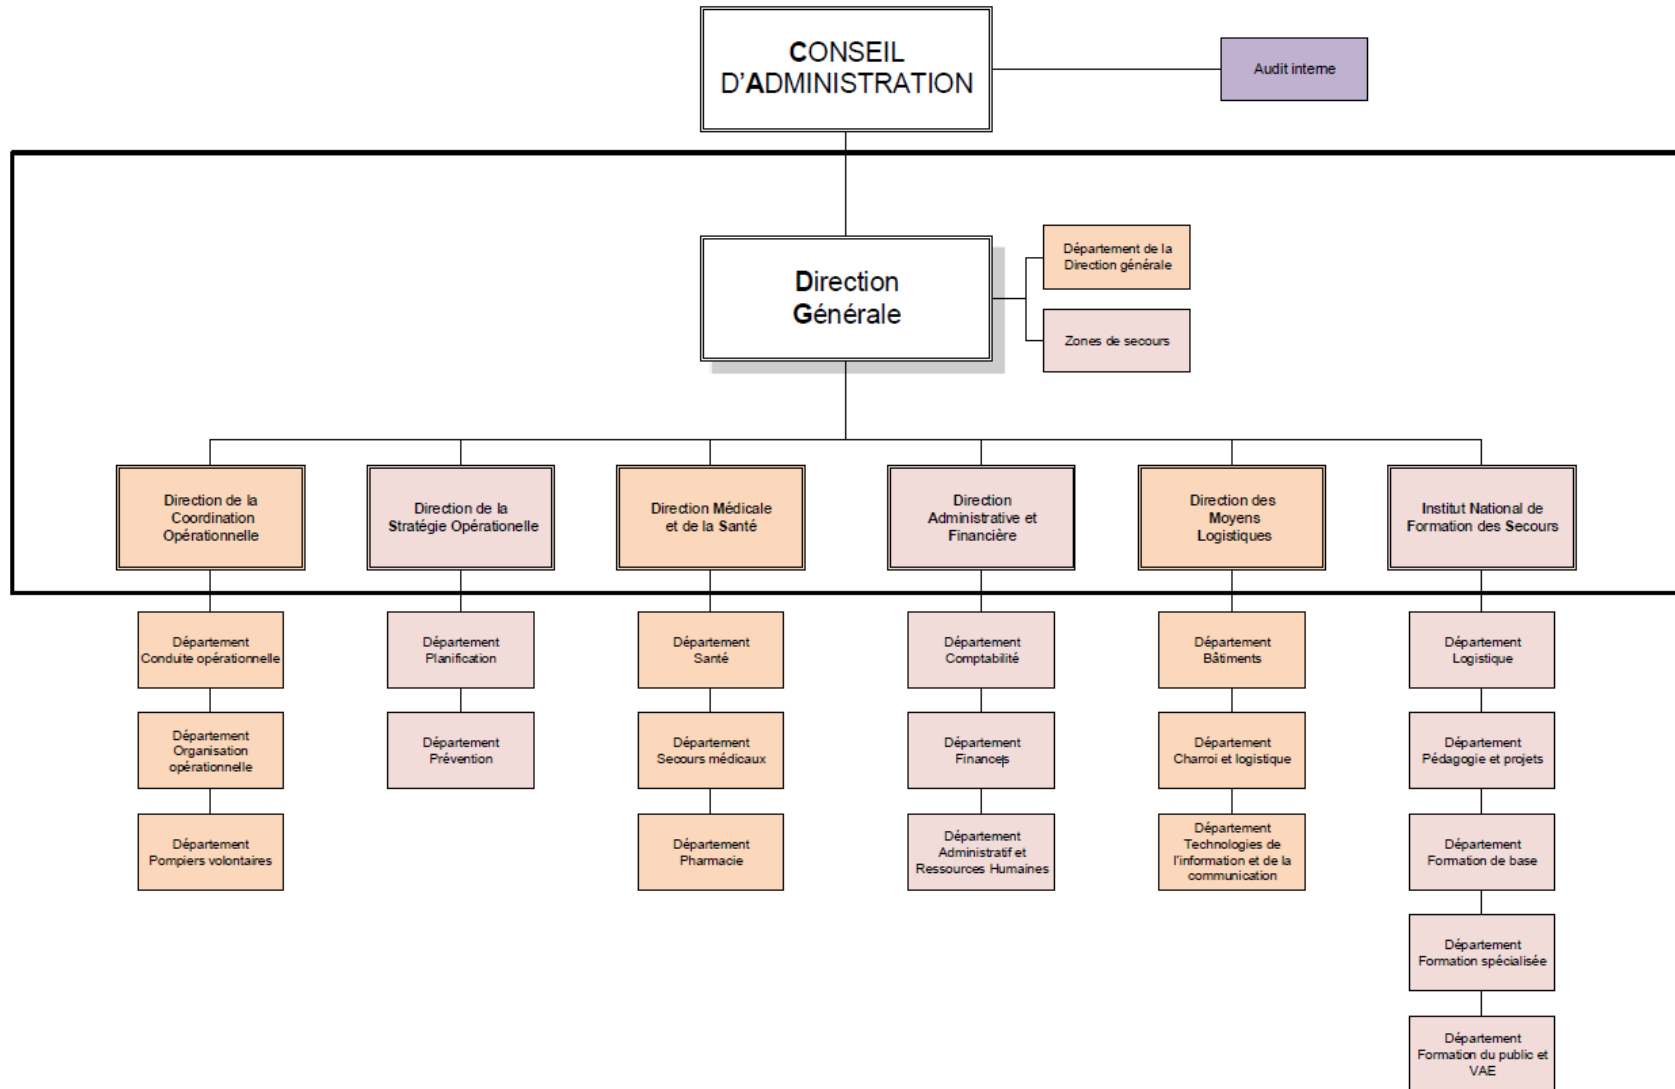 CONSEIL
D'ADMINISTRATION
Audit interne
Direction
Générale
Département de la
Direction générale
Zones de secours
Direction de la
Coordination
Opérationnelle
Direction de la
Stratégie Opérationelle
Direction Médicale
et de la Santé
Direction
Administrative et
Financière
Direction des
Moyens
Logistiques
Institut National de
Formation des Secours
Département
Conduite opérationnelle
Département
Planification
Département
Santé
Département
Comptabilité
Département
Bâtiments
Département
Logistique
Département
Organisation
opérationnelle
Département
Prévention
Département
Secours médicaux
Département
Finances
Département
Charroi et logistique
Département
Pédagogie et projets
Département
Pompiers volontaires
Département
Pharmacie
Département
Administratif et
Ressources Humaines
Département
Technologies de
l'information et de la
communication
Département
Formation de base
Département
Formation spécialisée
Département
Formation du public et
VAE